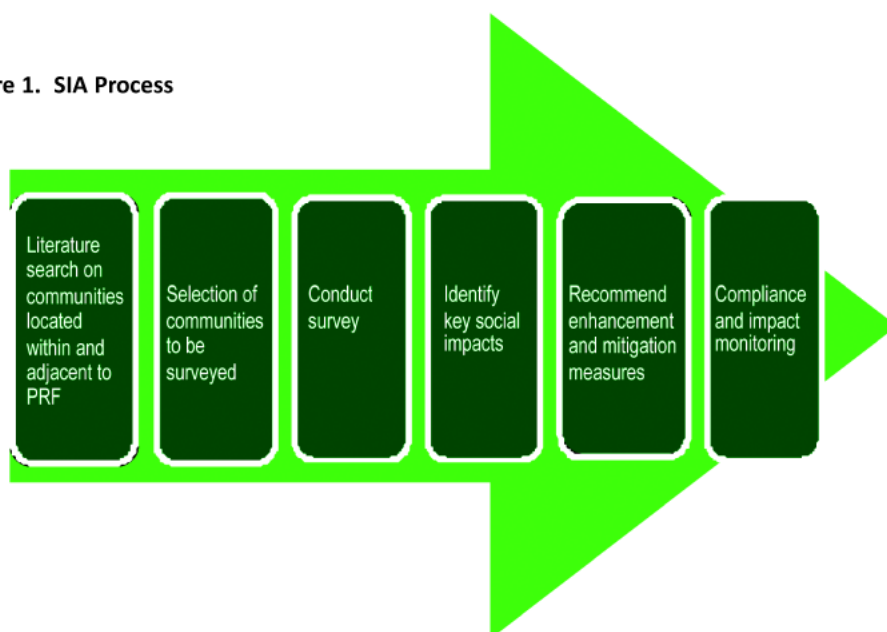 re 1. SIA Process
Literature
search on
communities
located
within and
adjacent to
PRF
Selection of
communities
to be
surveyed
Conduct
survey
Identify
key social
impacts
Recommend
enhancement
and mitigation
measures
Compliance
and impact
monitoring